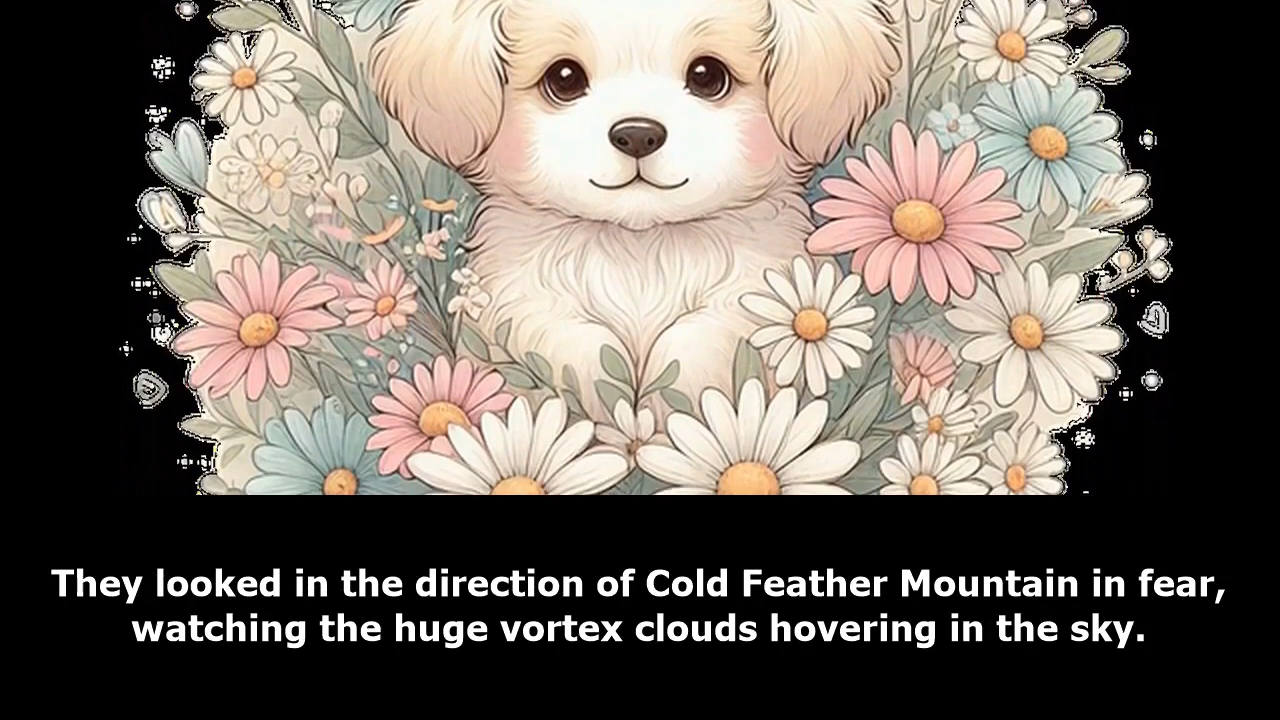 They looked in the direction of Cold Feather Mountain in fear,
watching the huge vortex clouds hovering in the sky.